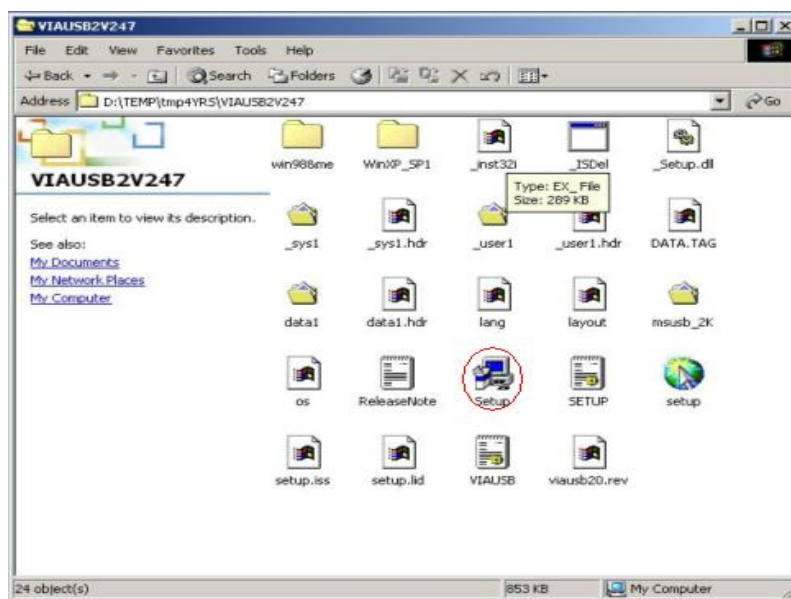 VIAUSB2V247
File Edit View Favorites Tools Help
Back Search Folders
Address D:\TEMP\tmp4YRS\VIAUSB2V247 Go
VIAUSB2V247
Select an item to view its description.
See also:
My Documents
My Network Places
My Computer
win98&me WinXP_SP1 _inst32i _ISDel _Setup.dll
Type: EX_ File
Size: 289 KB
_sys1 _sys1.hdr _user1 _user1.hdr DATA.TAG
data1 data1.hdr lang layout msusb_2K
os ReleaseNote Setup SETUP setup
setup.iss setup.lid VIAUSB viausb20.rev
24 object(s) 853 KB My Computer